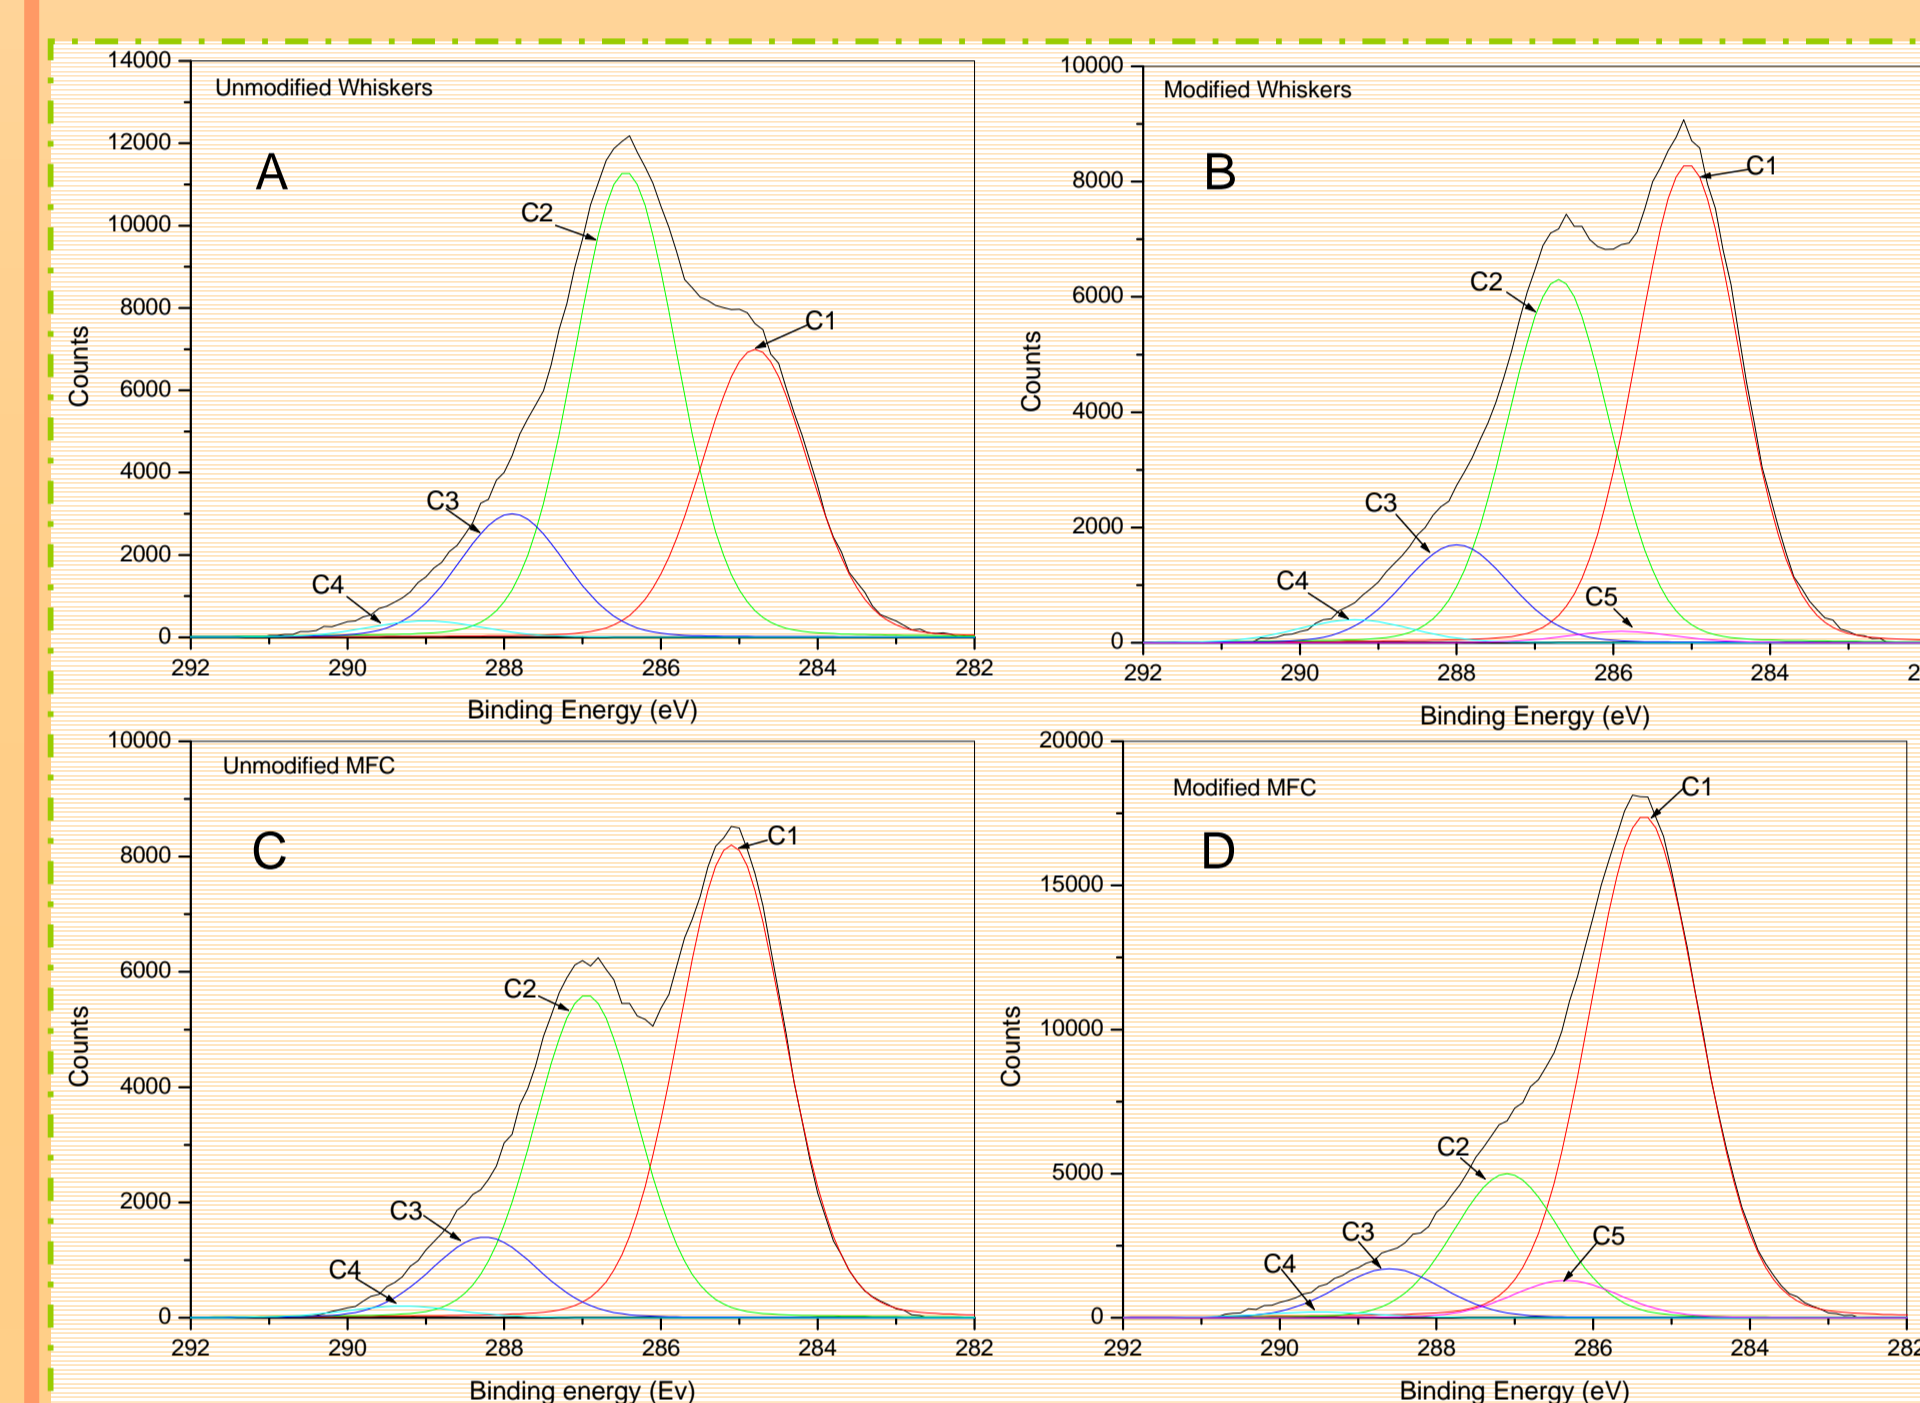 14000
12000
10000
8000
6000
4000
2000
0
Counts
Unmodified Whiskers
A
C2
C1
C3
C4
292 290 288 286 284 282
Binding Energy (eV)
10000
8000
6000
4000
2000
0
Counts
Modified Whiskers
B
C1
C2
C3
C4
C5
292 290 288 286 284 2
Binding Energy (eV)
10000
8000
6000
4000
2000
0
Counts
Unmodified MFC
C
C1
C2
C3
C4
292 290 288 286 284 282
Binding energy (Ev)
20000
15000
10000
5000
0
Counts
Modified MFC
D
C1
C2
C3
C5
C4
292 290 288 286 284 282
Binding Energy (eV)